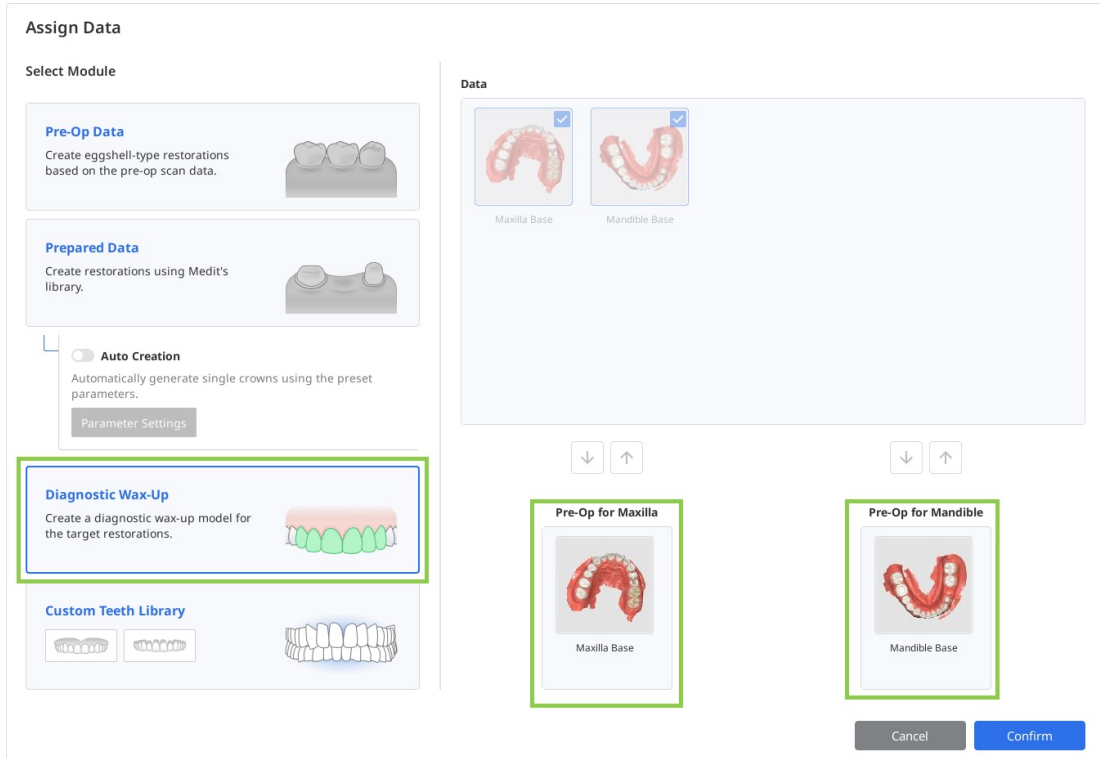 Assign Data
Select Module
Pre-Op Data
Create eggshell-type restorations
based on the pre-op scan data.
Prepared Data
Create restorations using Medit's
library.
Auto Creation
Automatically generate single crowns using the preset
parameters.
Parameter Settings
Diagnostic Wax-Up
Create a diagnostic wax-up model for
the target restorations.
Custom Teeth Library
Data
Maxilla Base
Mandible Base
Pre-Op for Maxilla
Maxilla Base
Pre-Op for Mandible
Mandible Base
Cancel
Confirm